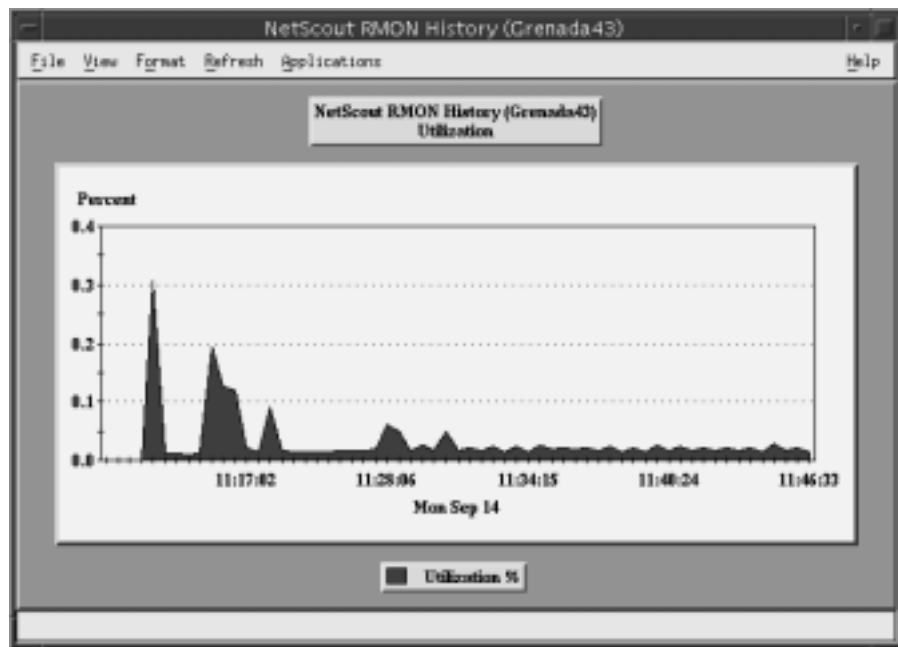 NetScout RMON History (Grenada43)
File View Format Refresh Applications Help
NetScout RMON History (Grenada43)
Utilization
Percent
0.4
0.3
0.2
0.1
0.0
11:17:02 11:28:06 11:34:15 11:40:24 11:46:33
Mon Sep 14
Utilization %